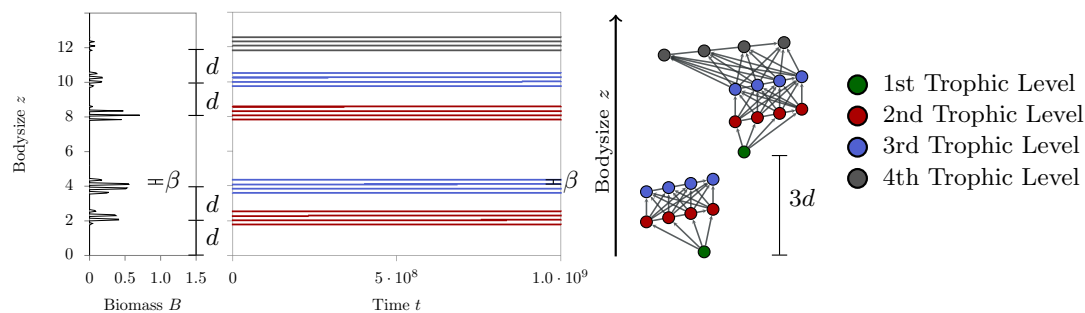 12
10
8
6
4
2
0
Bodysize z
d
d
β
d
d
0
0.5
1.0
1.5
Biomass B
β
0
5 · 10^8
1.0 · 10^9
Time t
Bodysize z
3d
1st Trophic Level
2nd Trophic Level
3rd Trophic Level
4th Trophic Level